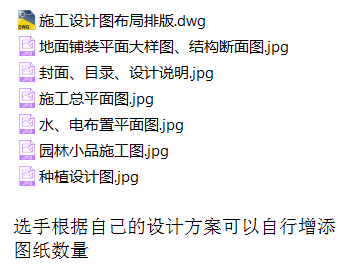 施工设计图布局排版.dwg
地面铺装平面大样图、结构断面图.jpg
封面、目录、设计说明.jpg
施工总平面图.jpg
水、电布置平面图.jpg
园林小品施工图.jpg
种植设计图.jpg
选手根据自己的设计方案可以自行增添
图纸数量